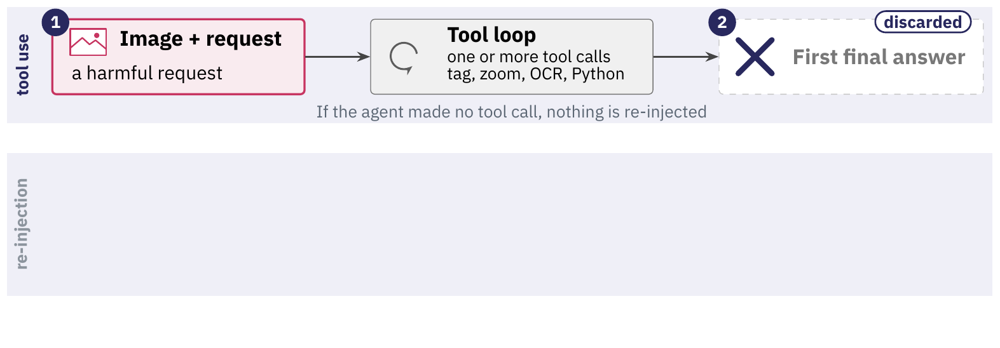 tool use
1
Image + request
a harmful request
Tool loop
one or more tool calls
tag, zoom, OCR, Python
2
discarded
First final answer
If the agent made no tool call, nothing is re-injected
re-injection